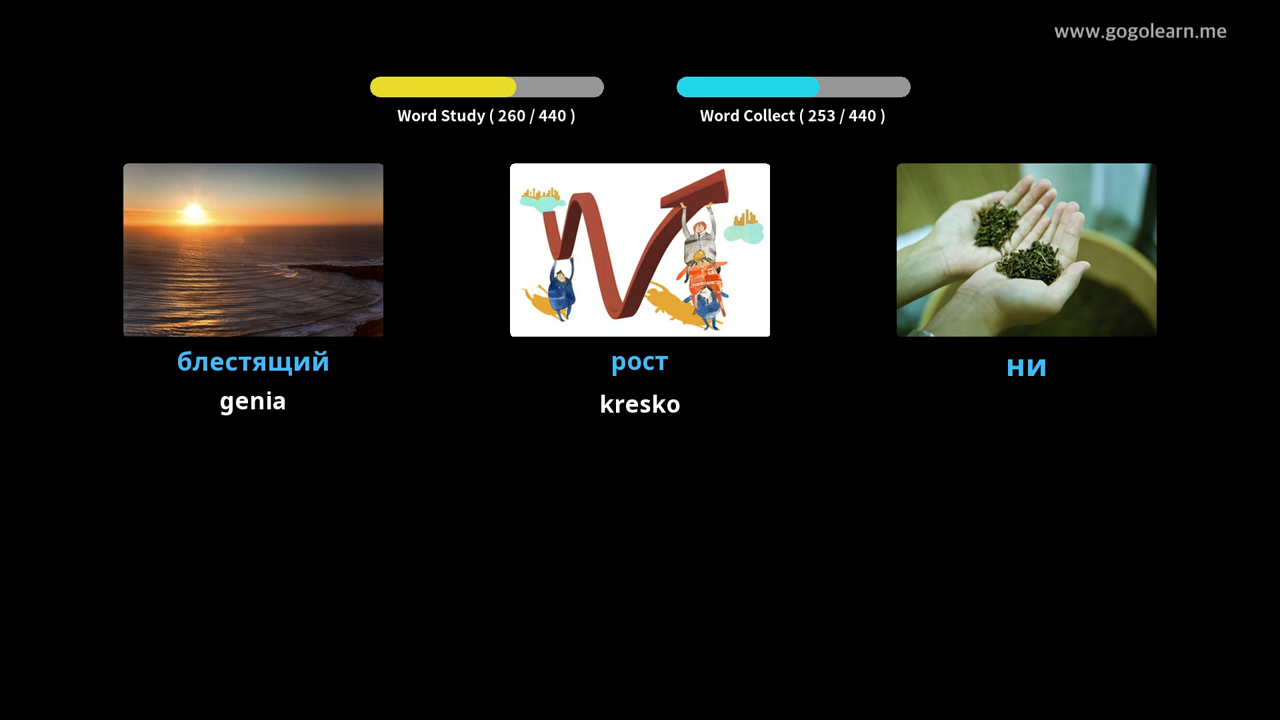 www.gogolearn.me
Word Study ( 260 / 440 )
Word Collect ( 253 / 440 )
блестящий
рост
ни
genia
kresko